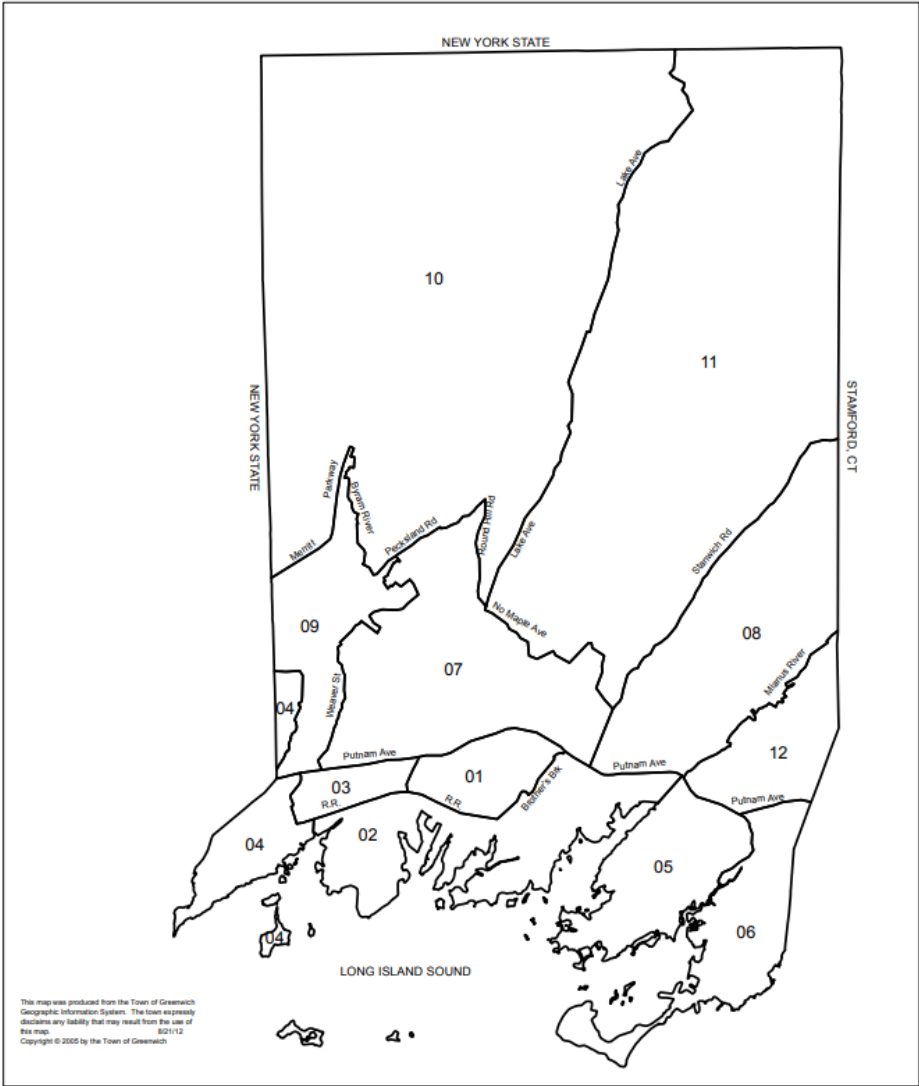 NEW YORK STATE
Lake Ave
10
11
NEW YORK STATE
STAMFORD, CT
Parkway
Byram River
Merritt
Pecksland Rd
Round Hill Rd
Lake Ave
Stanwich Rd
No Maple Ave
09
08
07
Mianus River
04
Weaver St
Putnam Ave
Putnam Ave
12
03
01
R.R.
R.R
Brother's Brk
Putnam Ave
04
02
05
06
04
LONG ISLAND SOUND
This map was produced from the Town of Greenwich
Geographic Information System. The town expressly
disclaims any liability that may result from the use of
this map. 8/21/12
Copyright © 2005 by the Town of Greenwich